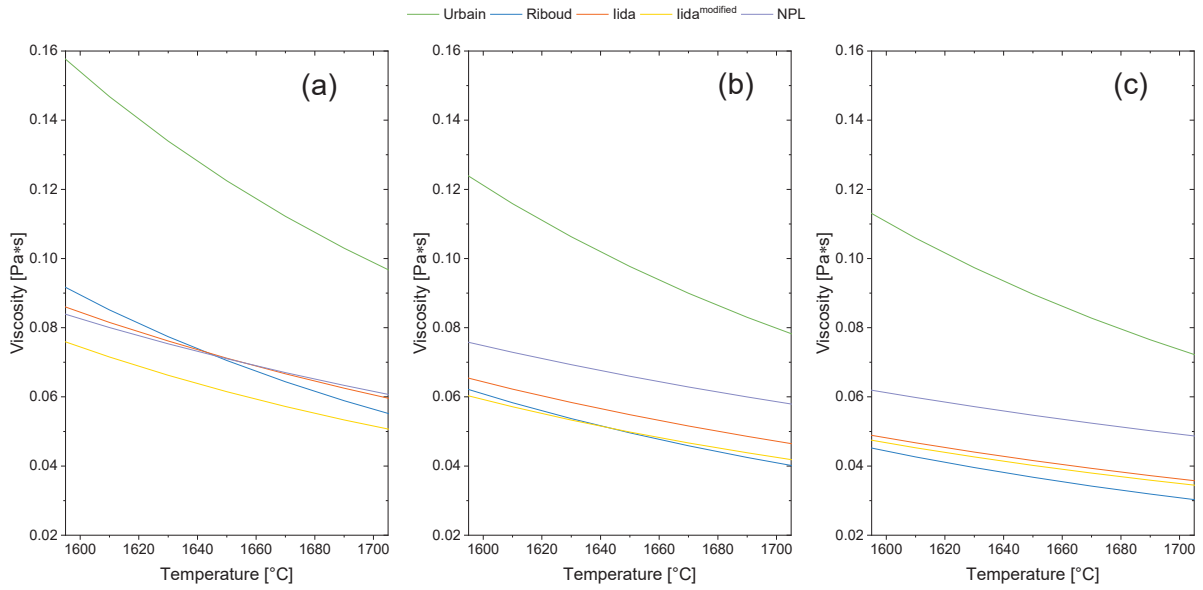 Urbain Riboud Iida Iida^modified NPL
(a)
0.16
0.14
0.12
0.10
0.08
0.06
0.04
0.02
Viscosity [Pa*s]
1600 1620 1640 1660 1680 1700
Temperature [°C]
(b)
0.16
0.14
0.12
0.10
0.08
0.06
0.04
0.02
Viscosity [Pa*s]
1600 1620 1640 1660 1680 1700
Temperature [°C]
(c)
0.16
0.14
0.12
0.10
0.08
0.06
0.04
0.02
Viscosity [Pa*s]
1600 1620 1640 1660 1680 1700
Temperature [°C]